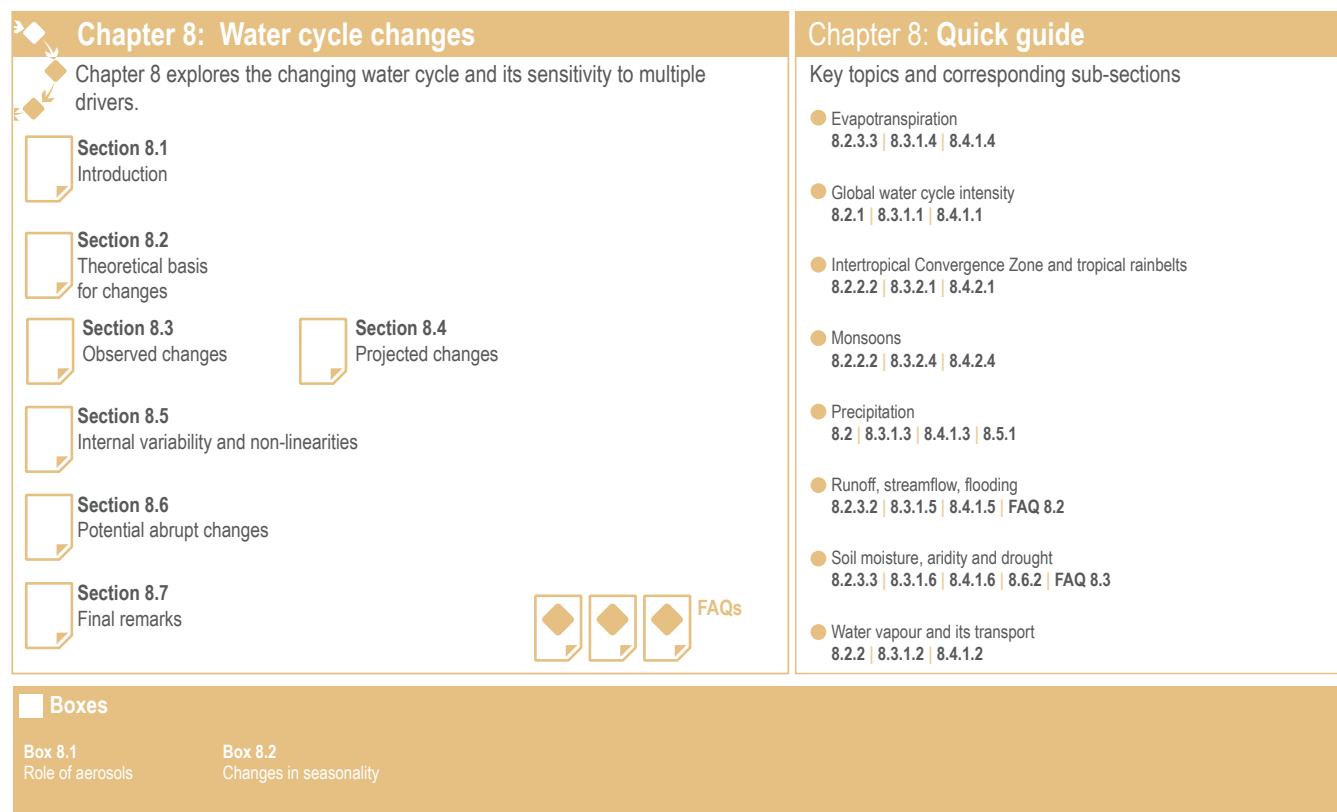 Chapter 8: Water cycle changes
Chapter 8 explores the changing water cycle and its sensitivity to multiple
drivers.
Section 8.1
Introduction
Section 8.2
Theoretical basis
for changes
Section 8.3
Observed changes
Section 8.4
Projected changes
Section 8.5
Internal variability and non-linearities
Section 8.6
Potential abrupt changes
Section 8.7
Final remarks
FAQs
Chapter 8: Quick guide
Key topics and corresponding sub-sections
Evapotranspiration
8.2.3.3 | 8.3.1.4 | 8.4.1.4
Global water cycle intensity
8.2.1 | 8.3.1.1 | 8.4.1.1
Intertropical Convergence Zone and tropical rainbelts
8.2.2.2 | 8.3.2.1 | 8.4.2.1
Monsoons
8.2.2.2 | 8.3.2.4 | 8.4.2.4
Precipitation
8.2 | 8.3.1.3 | 8.4.1.3 | 8.5.1
Runoff, streamflow, flooding
8.2.3.2 | 8.3.1.5 | 8.4.1.5 | FAQ 8.2
Soil moisture, aridity and drought
8.2.3.3 | 8.3.1.6 | 8.4.1.6 | 8.6.2 | FAQ 8.3
Water vapour and its transport
8.2.2 | 8.3.1.2 | 8.4.1.2
Boxes
Box 8.1
Role of aerosols
Box 8.2
Changes in seasonality